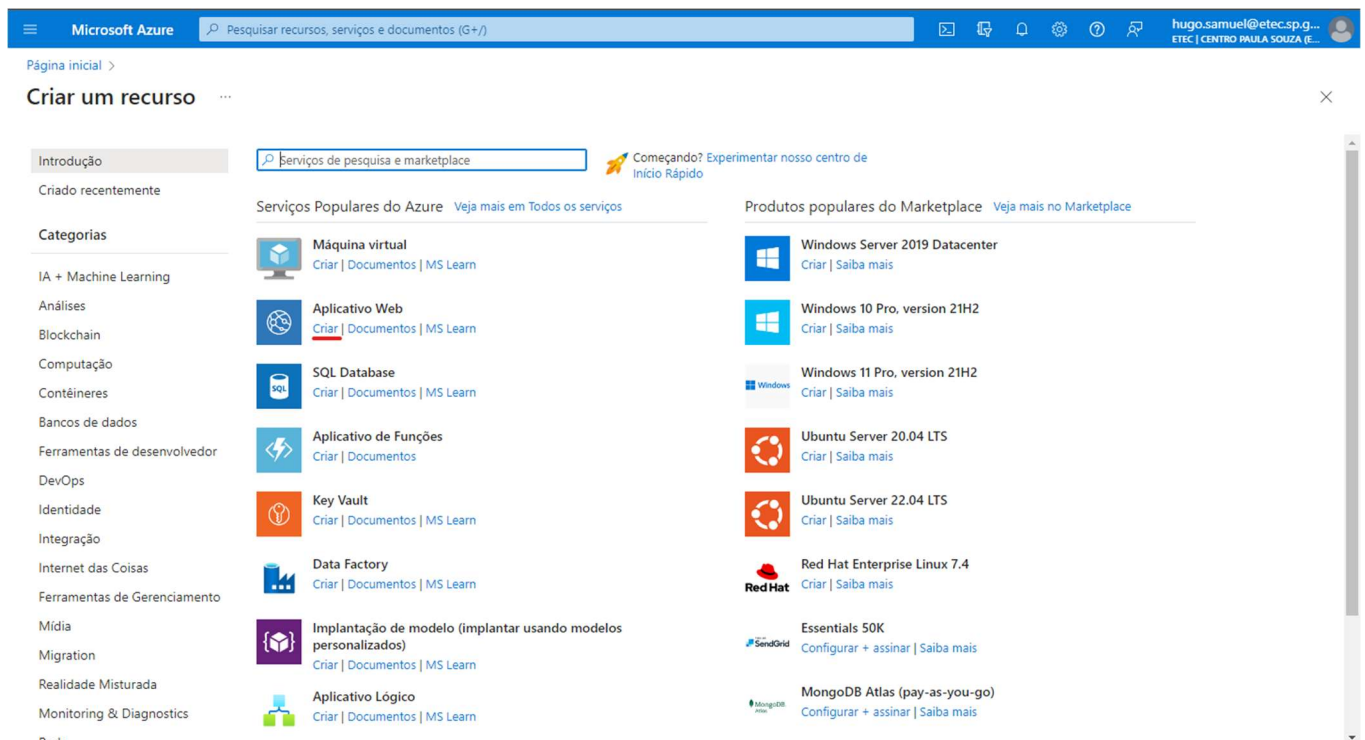 Microsoft Azure
Pesquisar recursos, serviços e documentos (G+/)
hugo.samuel@etec.sp.g...
ETEC | CENTRO PAULA SOUZA (E...
Página inicial >
Criar um recurso ...
Introdução
Criado recentemente
Categorias
IA + Machine Learning
Análises
Blockchain
Computação
Contêineres
Bancos de dados
Ferramentas de desenvolvedor
DevOps
Identidade
Integração
Internet das Coisas
Ferramentas de Gerenciamento
Mídia
Migration
Realidade Misturada
Monitoring & Diagnostics
Serviços de pesquisa e marketplace
Começando? Experimentar nosso centro de
Início Rápido
Serviços Populares do Azure Veja mais em Todos os serviços
Máquina virtual
Criar | Documentos | MS Learn
Aplicativo Web
Criar | Documentos | MS Learn
SQL
SQL Database
Criar | Documentos | MS Learn
Aplicativo de Funções
Criar | Documentos
Key Vault
Criar | Documentos | MS Learn
Data Factory
Criar | Documentos | MS Learn
Implantação de modelo (implantar usando modelos
personalizados)
Criar | Documentos | MS Learn
Aplicativo Lógico
Criar | Documentos | MS Learn
Produtos populares do Marketplace Veja mais no Marketplace
Windows Server 2019 Datacenter
Criar | Saiba mais
Windows 10 Pro, version 21H2
Criar | Saiba mais
Windows
Windows 11 Pro, version 21H2
Criar | Saiba mais
Ubuntu Server 20.04 LTS
Criar | Saiba mais
Ubuntu Server 22.04 LTS
Criar | Saiba mais
Red Hat
Red Hat Enterprise Linux 7.4
Criar | Saiba mais
SendGrid
Essentials 50K
Configurar + assinar | Saiba mais
MongoDB
Atlas
MongoDB Atlas (pay-as-you-go)
Configurar + assinar | Saiba mais